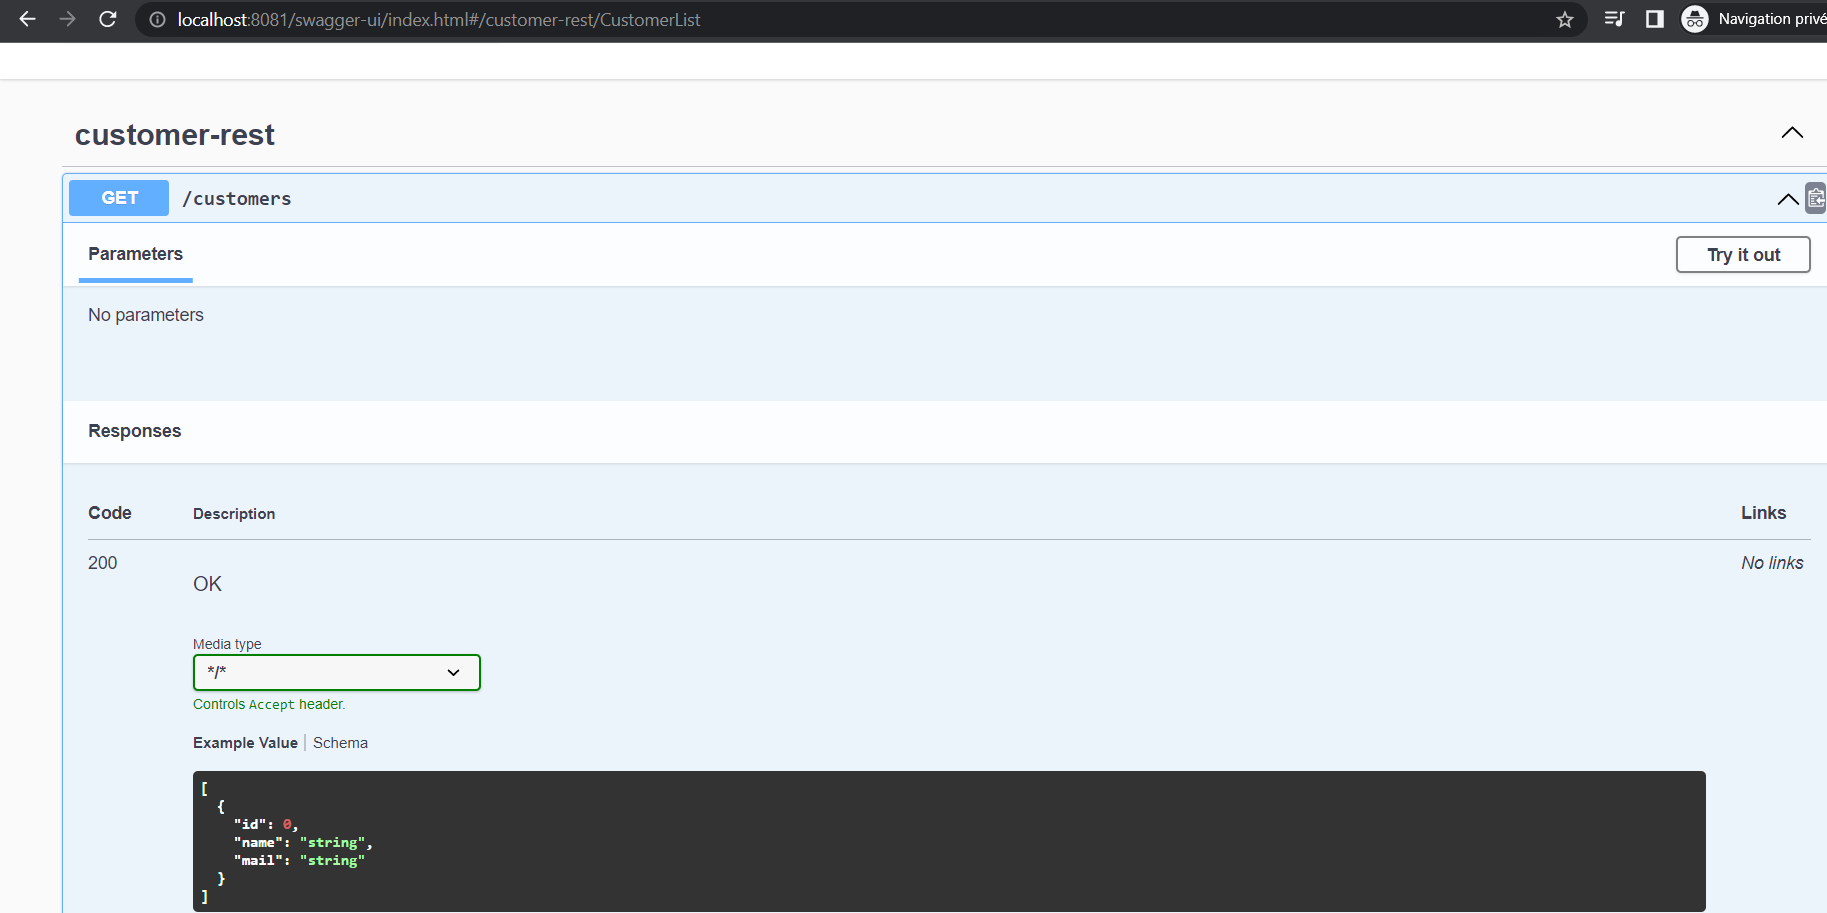 localhost:8081/swagger-ui/index.html#/customer-rest/CustomerList
Navigation privé
customer-rest
GET /customers
Parameters
Try it out
No parameters
Responses
Code Description Links
200 No links
OK
Media type
*/*
Controls Accept header.
Example Value | Schema
[
{
"id": 0,
"name": "string",
"mail": "string"
}
]